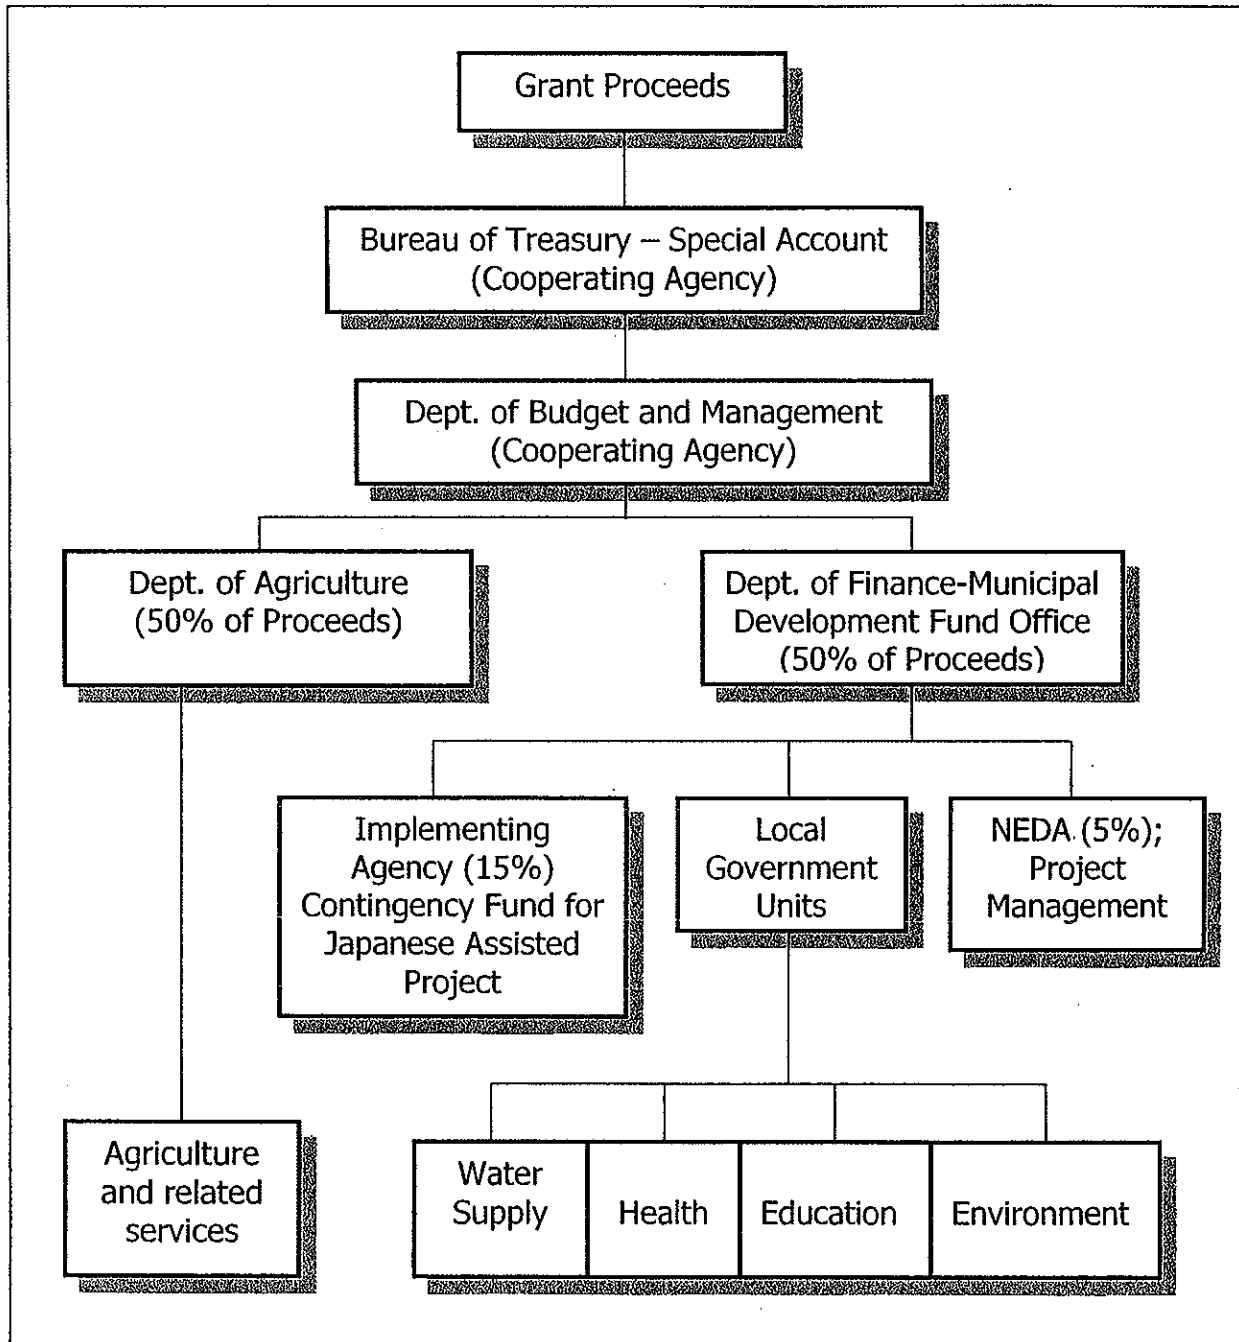 Grant Proceeds
Bureau of Treasury – Special Account
(Cooperating Agency)
Dept. of Budget and Management
(Cooperating Agency)
Dept. of Agriculture
(50% of Proceeds)
Dept. of Finance-Municipal
Development Fund Office
(50% of Proceeds)
Implementing
Agency (15%)
Contingency Fund for
Japanese Assisted
Project
Local
Government
Units
NEDA (5%);
Project
Management
Agriculture
and related
services
Water
Supply
Health
Education
Environment